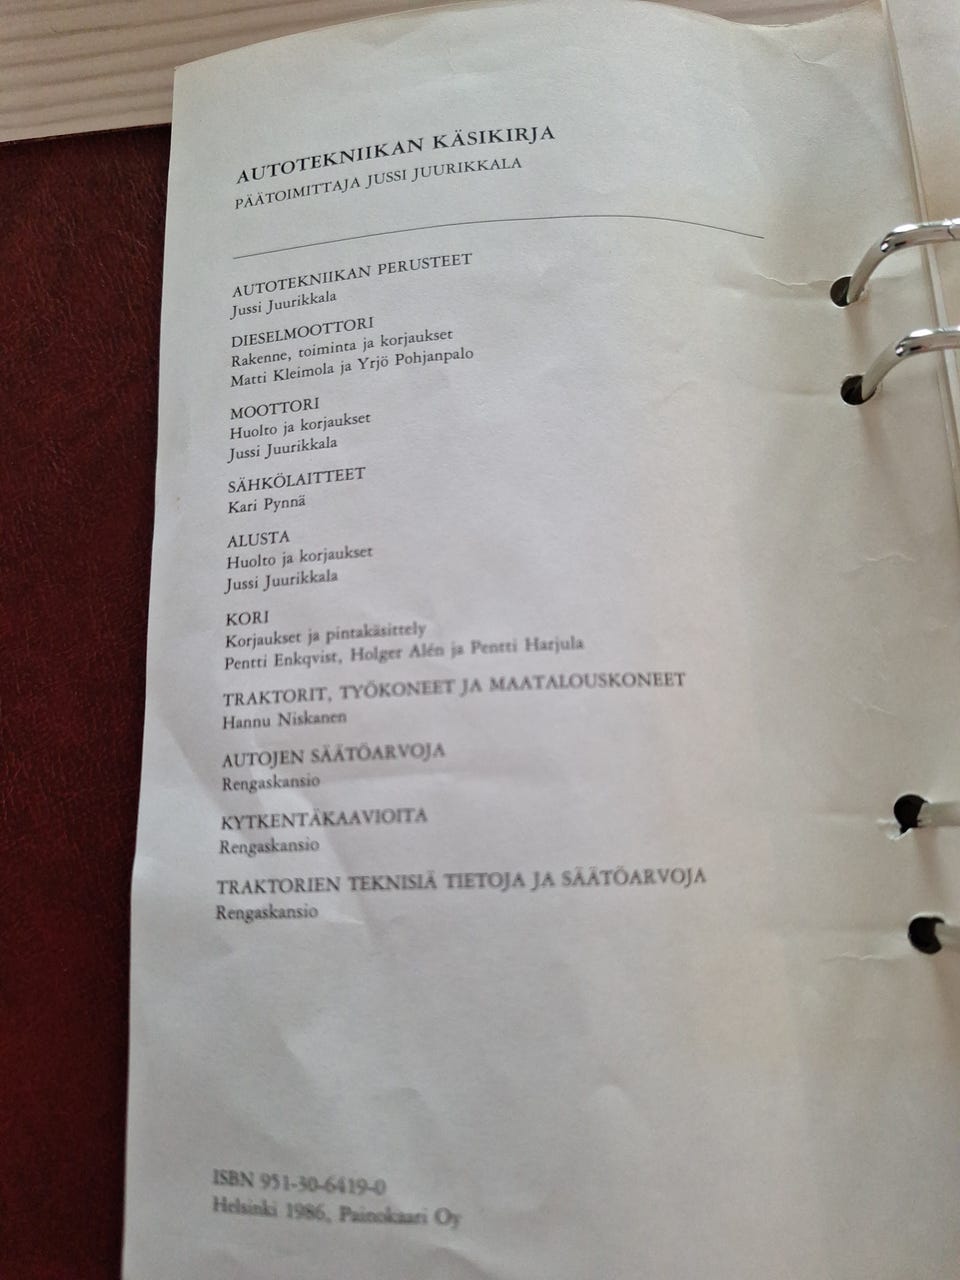 AUTOTEKNIIKAN KÄSIKIRJA
PÄÄTOIMITTAJA JUSSI JUURIKKALA
AUTOTEKNIIKAN PERUSTEET
Jussi Juurikkala
DIESELMOOTTORI
Rakenne, toiminta ja korjaukset
Matti Kleimola ja Yrjö Pohjanpalo
MOOTTORI
Huolto ja korjaukset
Jussi Juurikkala
SÄHKÖLAITTEET
Kari Pynnä
ALUSTA
Huolto ja korjaukset
Jussi Juurikkala
KORI
Korjaukset ja pintakäsittely
Pentti Enkqvist, Holger Alén ja Pentti Harjula
TRAKTORIT, TYÖKONEET JA MAATALOUSKONEET
Hannu Niskanen
AUTOJEN SÄÄTÖARVOJA
Rengaskansio
KYTKENTÄKAAVIOITA
Rengaskansio
TRAKTORIEN TEKNISIÄ TIETOJA JA SÄÄTÖARVOJA
Rengaskansio
ISBN 951-30-6419-0
Helsinki 1986, Painokaari Oy